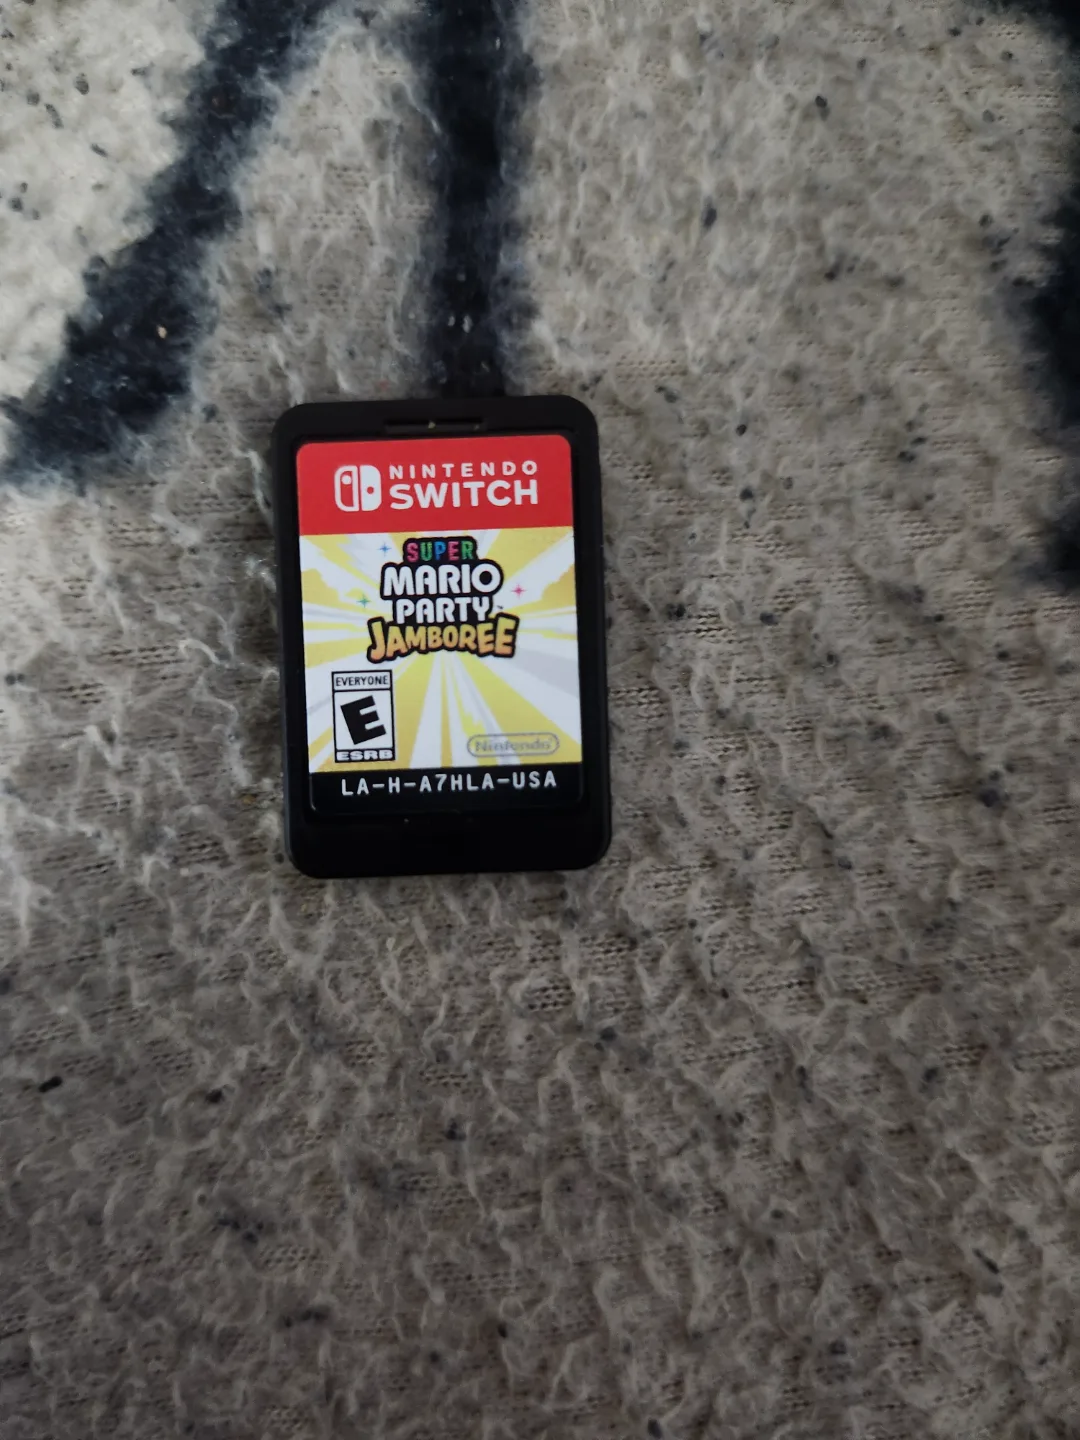 NINTENDO
SWITCH
SUPER
MARIO
PARTY
JAMBOREE
EVERYONE
E
ESRB
Nintendo
LA-H-A7HLA-USA